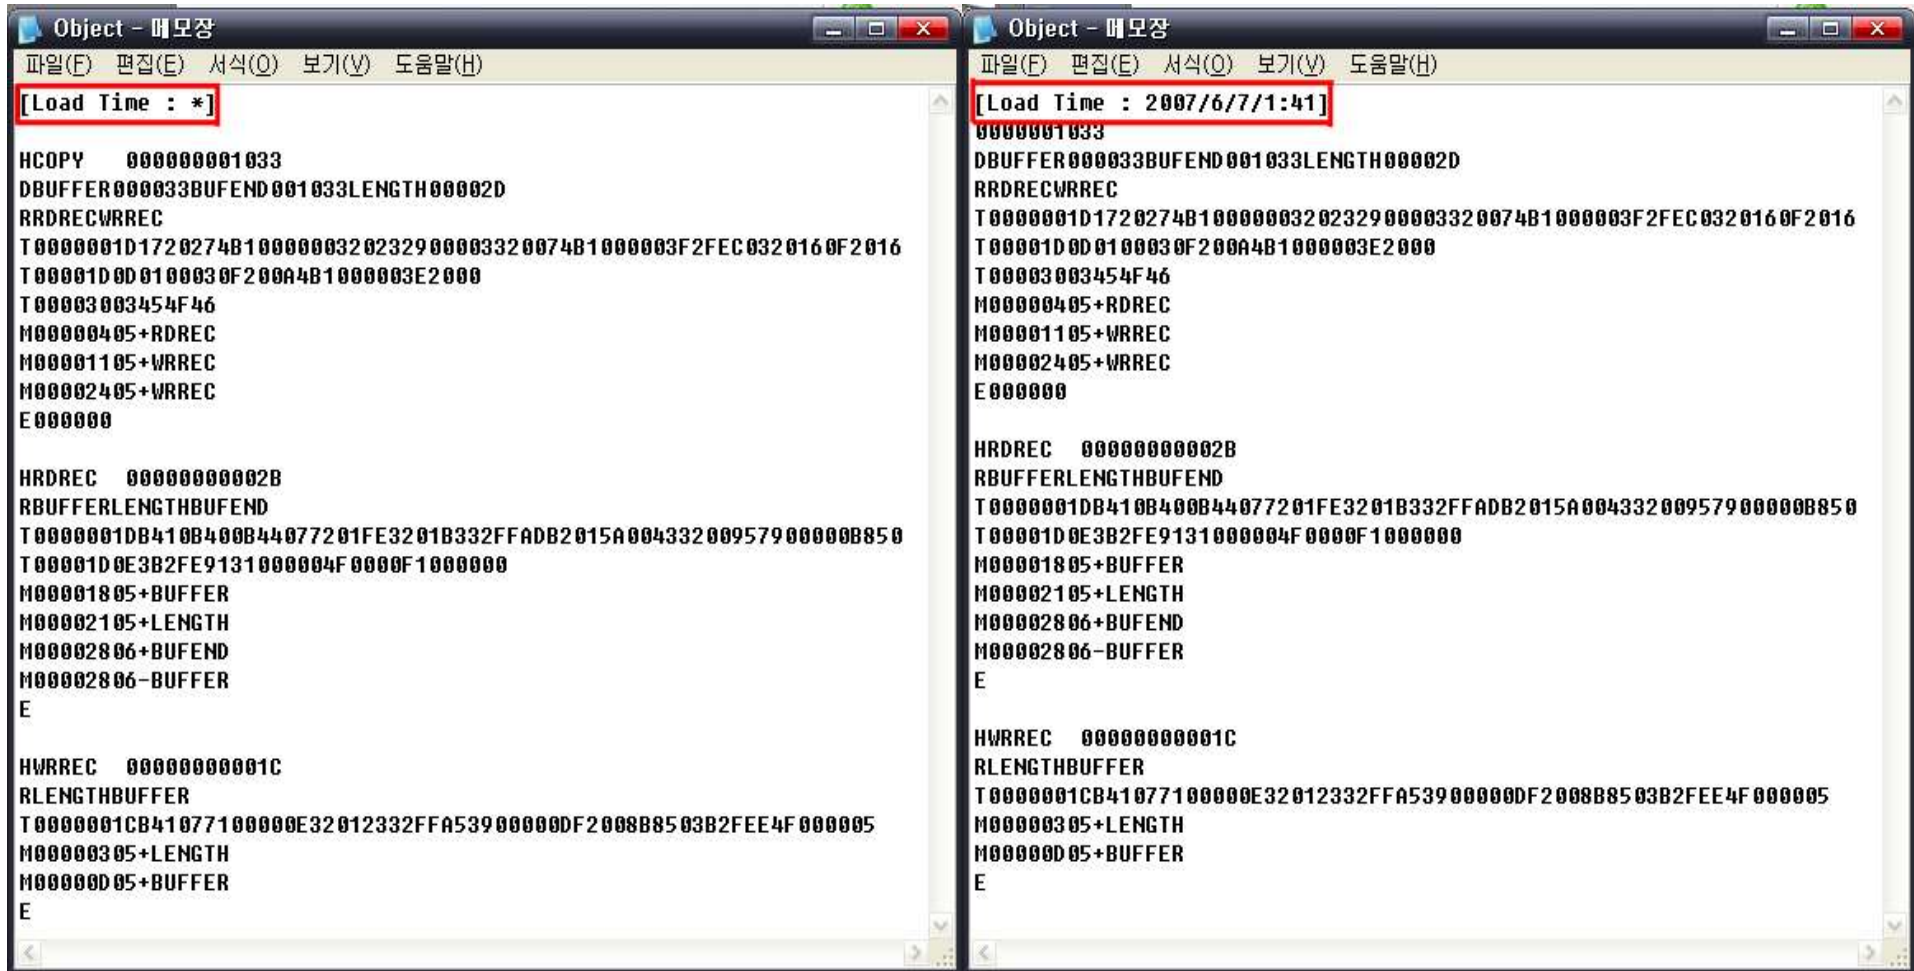 Object - 메모장
파일(F) 편집(E) 서식(O) 보기(V) 도움말(H)
[Load Time : *]
HCOPY 000000001033
DBUFFER000033BUFEND001033LENGTH00002D
RRDRECWRREC
T0000001D1720274B1000000320232900003320074B1000003F2FEC0320160F2016
T00001D0D0100030F200A4B1000003E2000
T00003003454F46
M00000405+RDREC
M00001105+WRREC
M00002405+WRREC
E000000
HRDREC 00000000002B
RBUFFERLENGTHBUFEND
T0000001DB410B400B44077201FE3201B332FFADB2015A00433200957900000B850
T00001D0E3B2FE9131000004F0000F1000000
M00001805+BUFFER
M00002105+LENGTH
M00002806+BUFEND
M00002806-BUFFER
E
HWRREC 00000000001C
RLENGTHBUFFER
T0000001CB41077100000E32012332FFA53900000DF2008B8503B2FEE4F000005
M00000305+LENGTH
M00000D05+BUFFER
E
Object - 메모장
파일(F) 편집(E) 서식(O) 보기(V) 도움말(H)
[Load Time : 2007/6/7/1:41]
0000001033
DBUFFER000033BUFEND001033LENGTH00002D
RRDRECWRREC
T0000001D1720274B1000000320232900003320074B1000003F2FEC0320160F2016
T00001D0D0100030F200A4B1000003E2000
T00003003454F46
M00000405+RDREC
M00001105+WRREC
M00002405+WRREC
E000000
HRDREC 00000000002B
RBUFFERLENGTHBUFEND
T0000001DB410B400B44077201FE3201B332FFADB2015A00433200957900000B850
T00001D0E3B2FE9131000004F0000F1000000
M00001805+BUFFER
M00002105+LENGTH
M00002806+BUFEND
M00002806-BUFFER
E
HWRREC 00000000001C
RLENGTHBUFFER
T0000001CB41077100000E32012332FFA53900000DF2008B8503B2FEE4F000005
M00000305+LENGTH
M00000D05+BUFFER
E